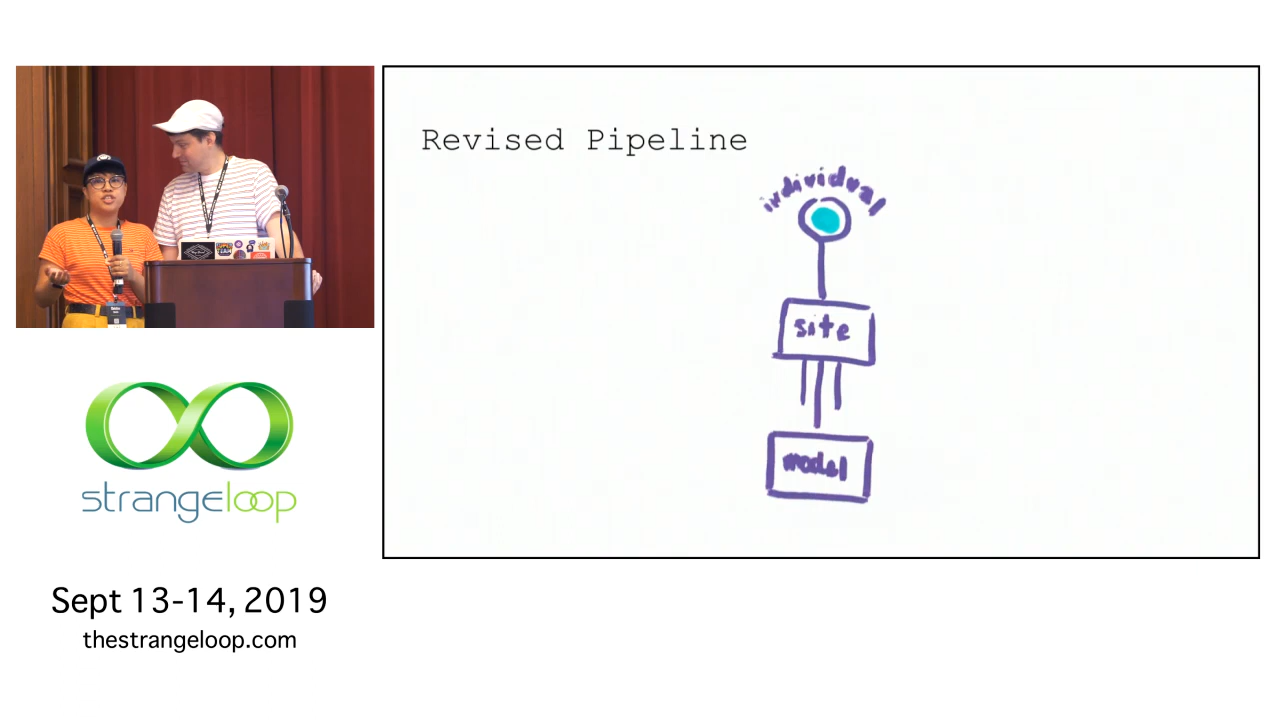 Revised Pipeline
individual
site
model
strangeloop
Sept 13-14, 2019
thestrangeloop.com